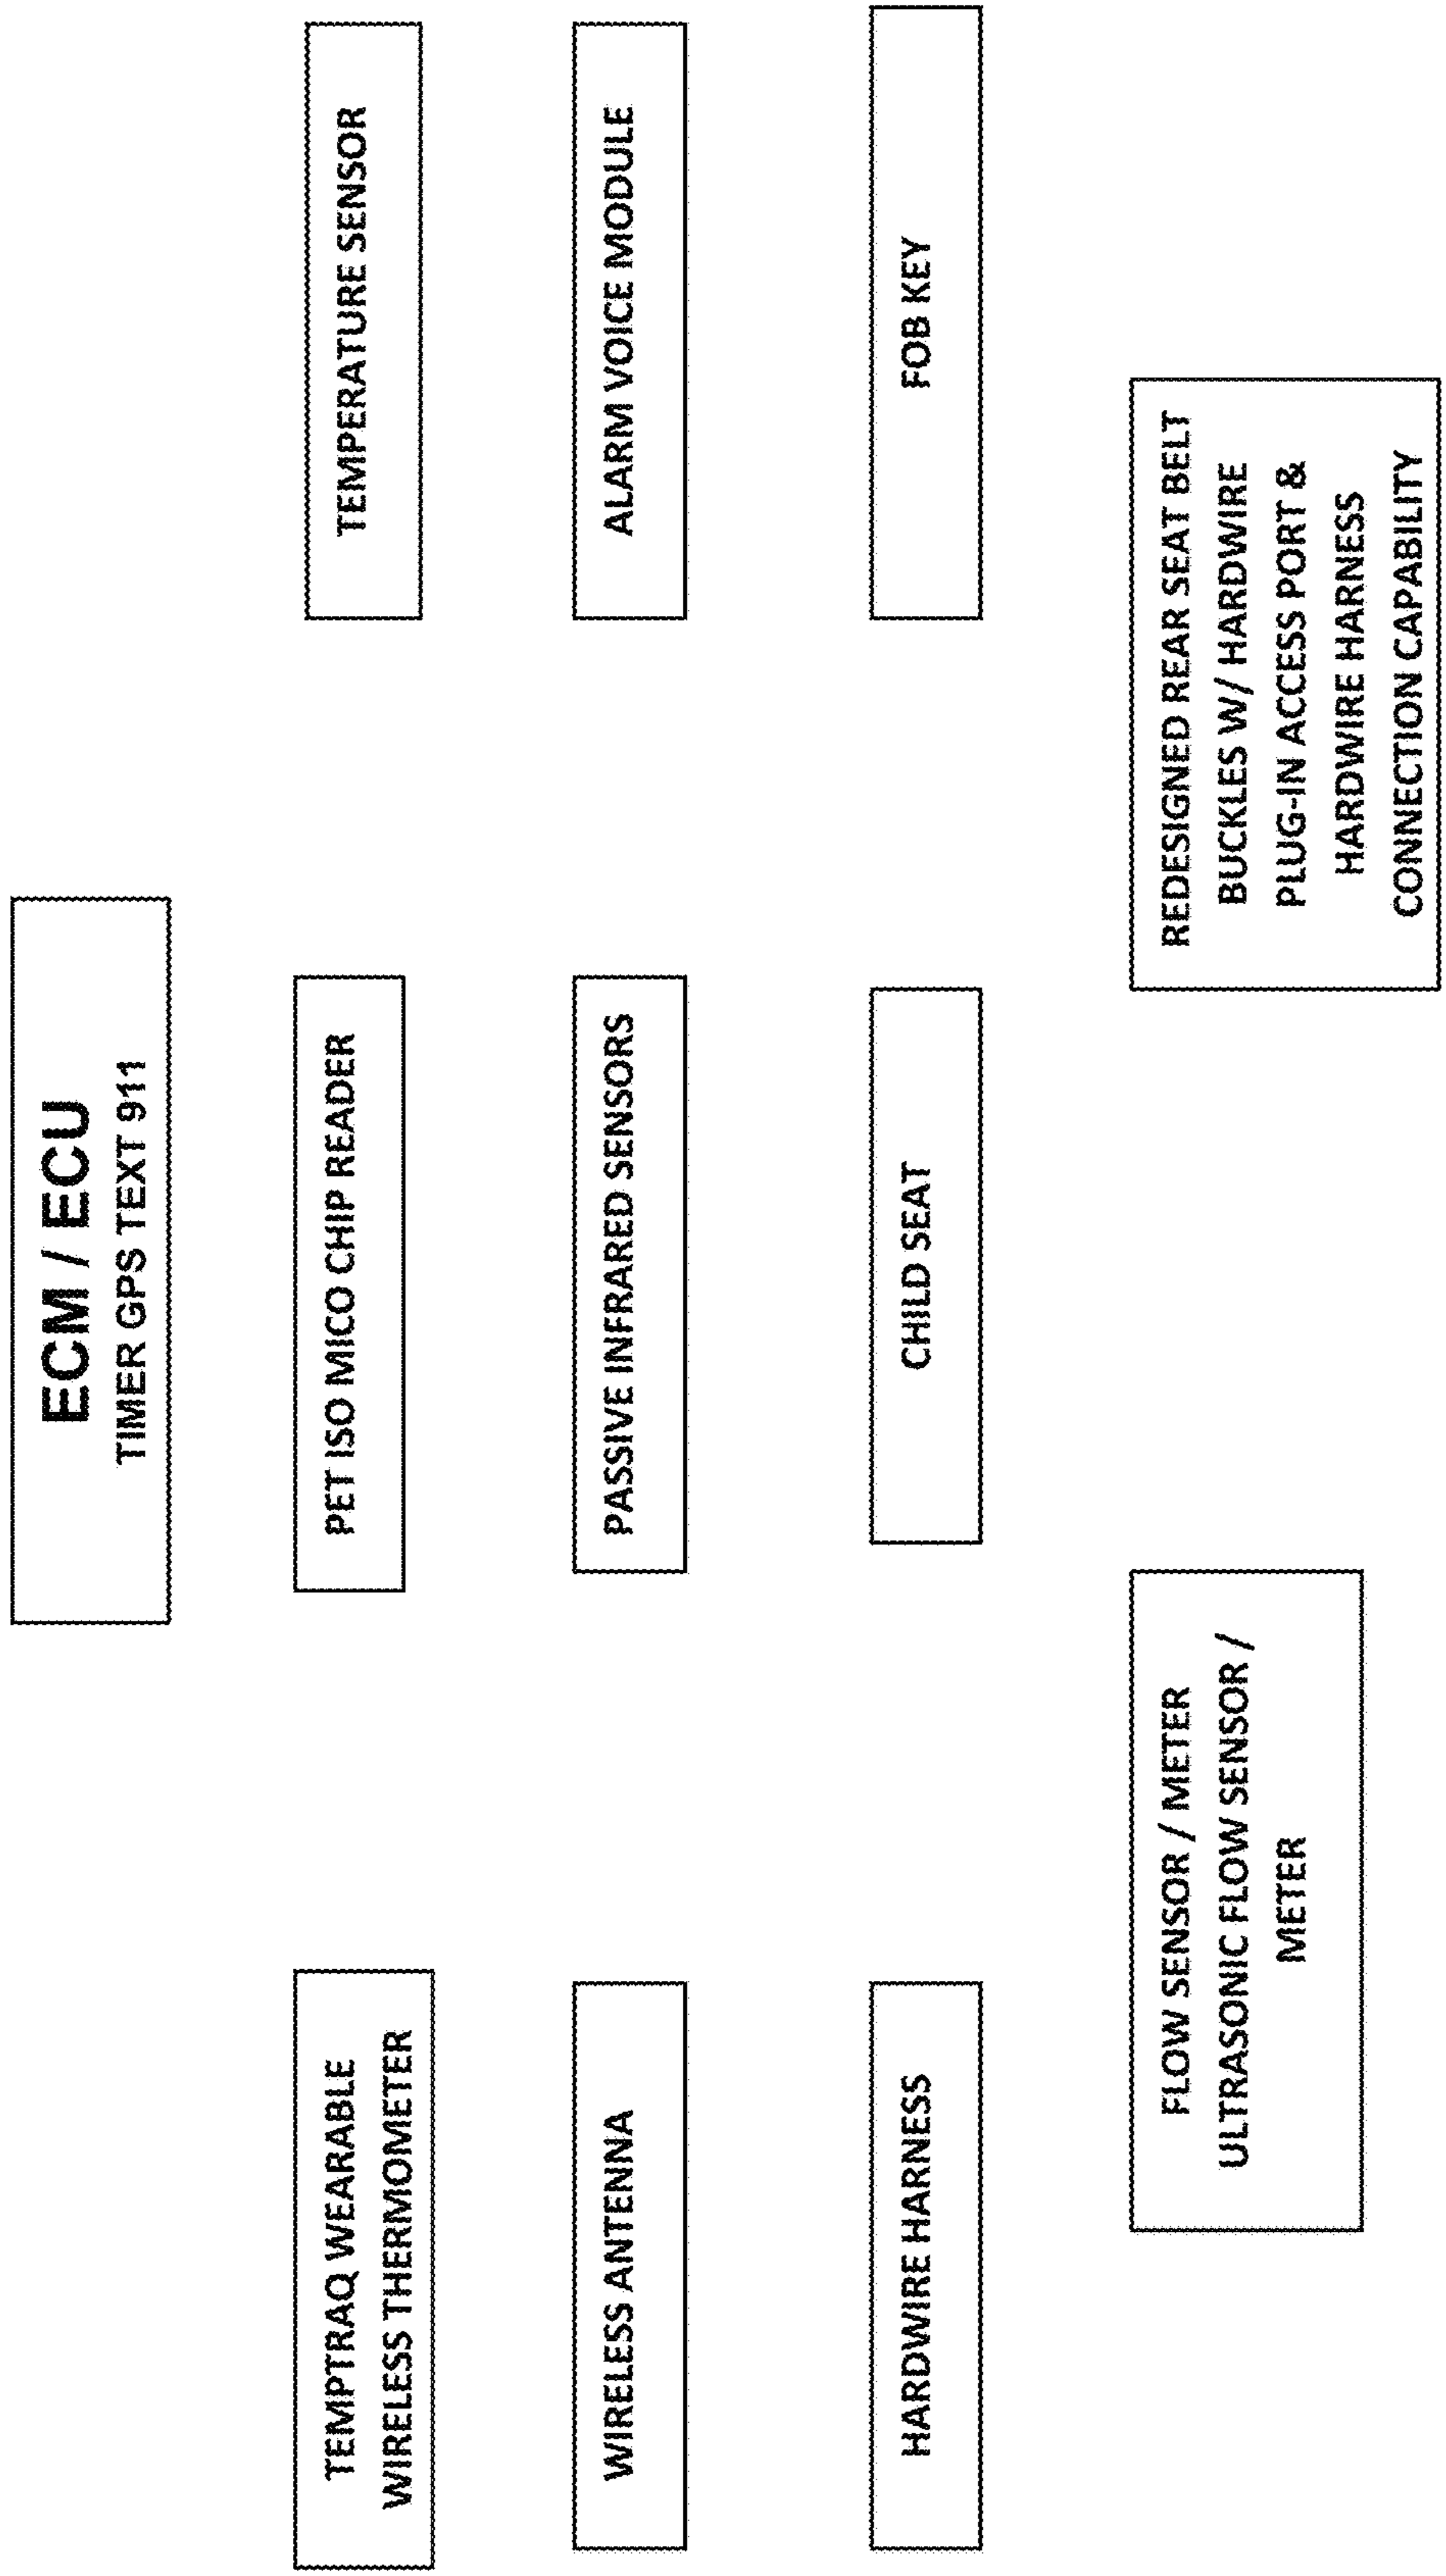 ECM / ECU
TIMER GPS TEXT 911
TEMPTRAQ WEARABLE
WIRELESS THERMIOMETER
PET ISO MICO CHIP READER
TEMPERATURE SENSOR
WIRELESS ANTENNA
PASSIVE INFRARED SENSORS
ALARM VOICE MODULE
HARDWIRE HARNESS
CHILD SEAT
FOB KEY
FLOW SENSOR / METER
ULTRASONIC FLOW SENSOR /
METER
REDESIGNED REAR SEAT BELT
BUCKLES W/ HARDWIRE
PLUG-IN ACCESS PORT &
HARDWIRE HARNESS
CONNECTION CAPABILITY